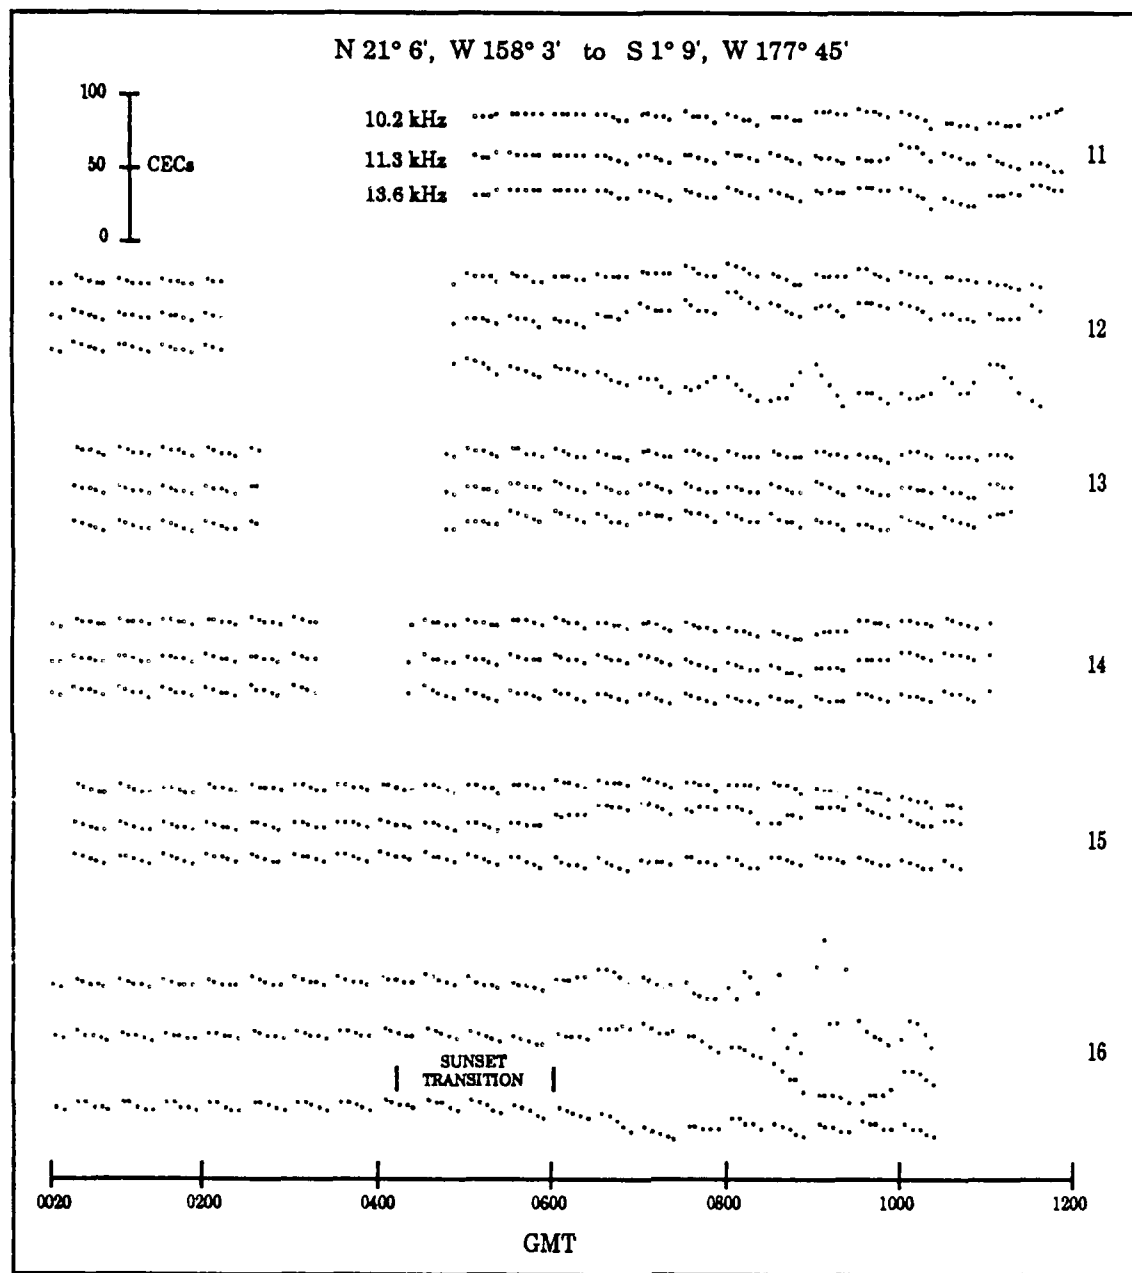 N 21° 6', W 158° 3' to S 1° 9', W 177° 45'
100
50
0
CECs
10.2 kHz
11.3 kHz
13.6 kHz
11
12
13
14
15
16
SUNSET
TRANSITION
0020 0200 0400 0600 0800 1000 1200
GMT